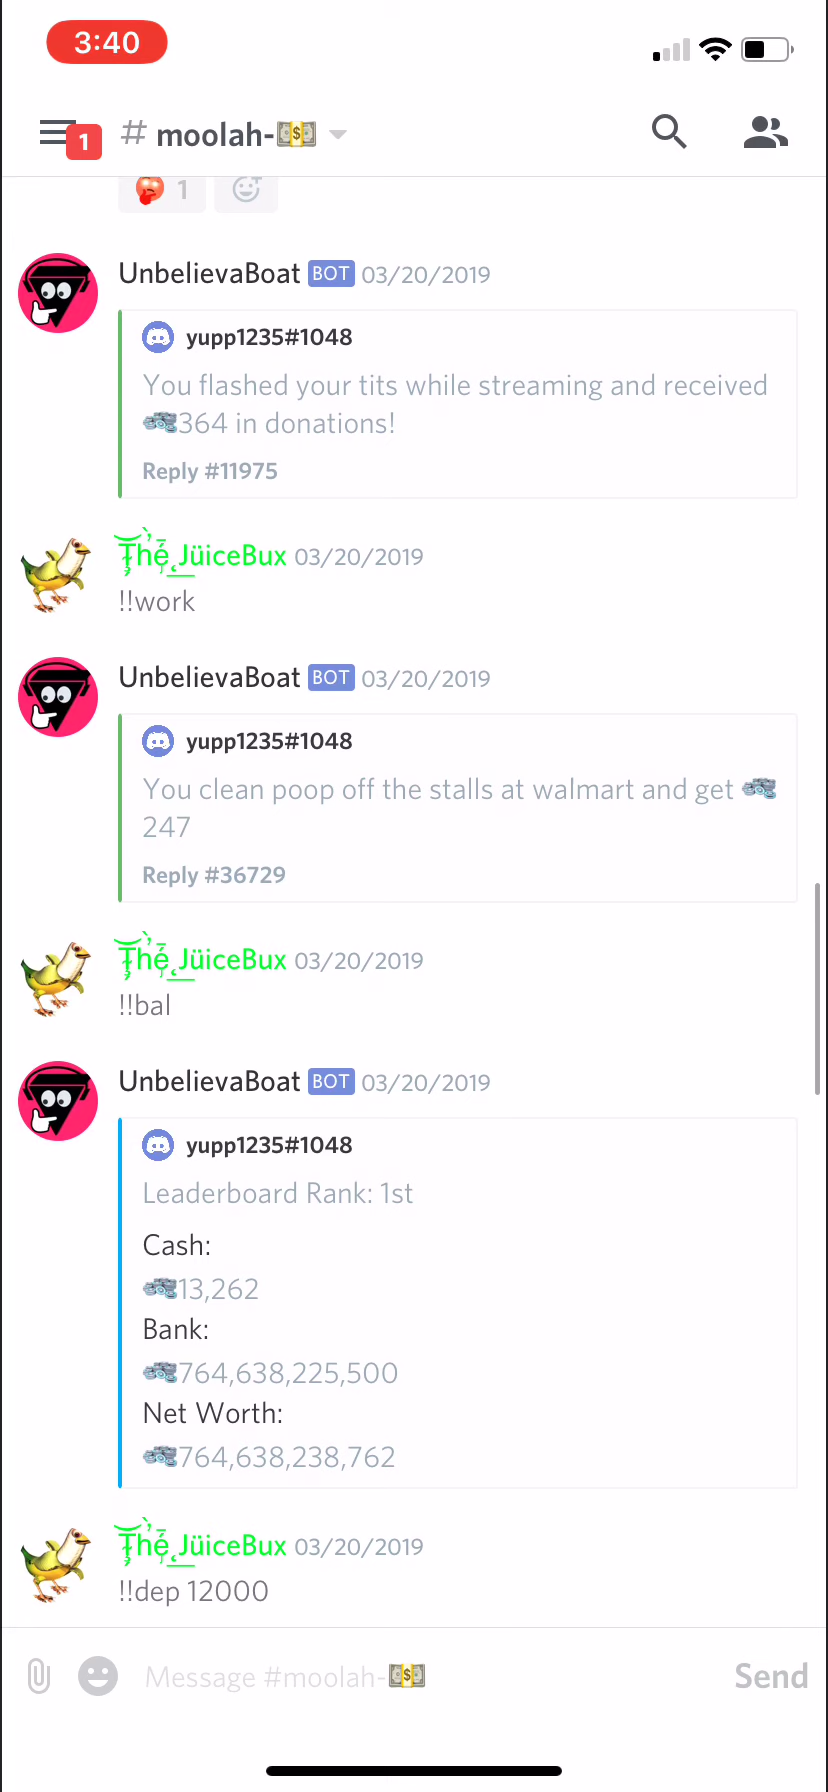 3:40
1
# moolah-💵
1
UnbelievaBoat BOT 03/20/2019
yupp1235#1048
You flashed your tits while streaming and received
364 in donations!
Reply #11975
The JüiceBux 03/20/2019
!!work
UnbelievaBoat BOT 03/20/2019
yupp1235#1048
You clean poop off the stalls at walmart and get
247
Reply #36729
The JüiceBux 03/20/2019
!!bal
UnbelievaBoat BOT 03/20/2019
yupp1235#1048
Leaderboard Rank: 1st
Cash:
13,262
Bank:
764,638,225,500
Net Worth:
764,638,238,762
The JüiceBux 03/20/2019
!!dep 12000
Message #moolah-💵 Send